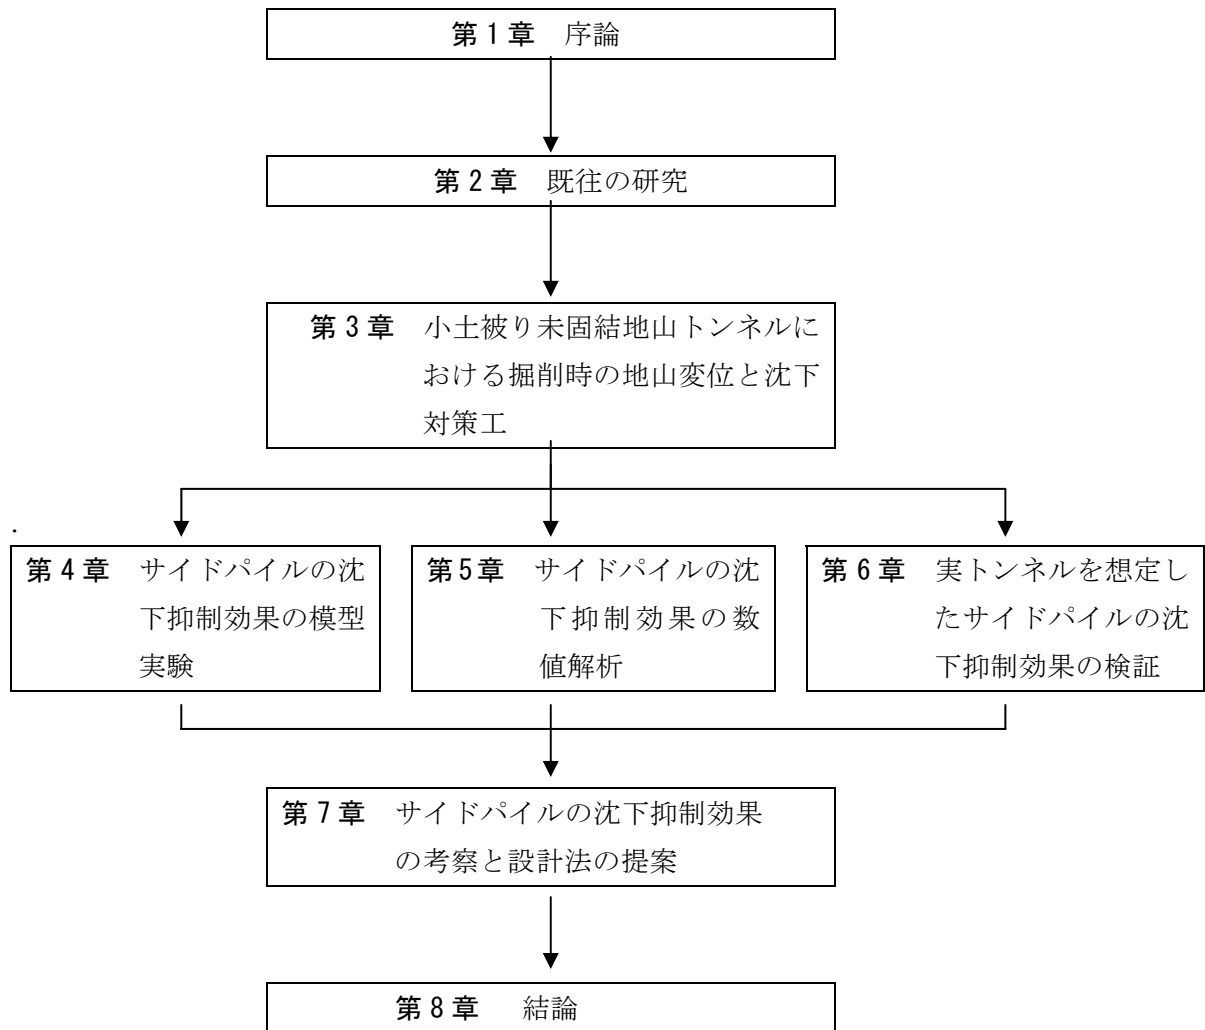 第1章 序論
第2章 既往の研究
第3章 小土被り未固結地山トンネルに
おける掘削時の地山変位と沈下
対策工
.
第4章 サイドパイルの沈
下抑制効果の模型
実験
第5章 サイドパイルの沈
下抑制効果の数
値解析
第6章 実トンネルを想定し
たサイドパイルの沈
下抑制効果の検証
第7章 サイドパイルの沈下抑制効果
の考察と設計法の提案
第8章 結論